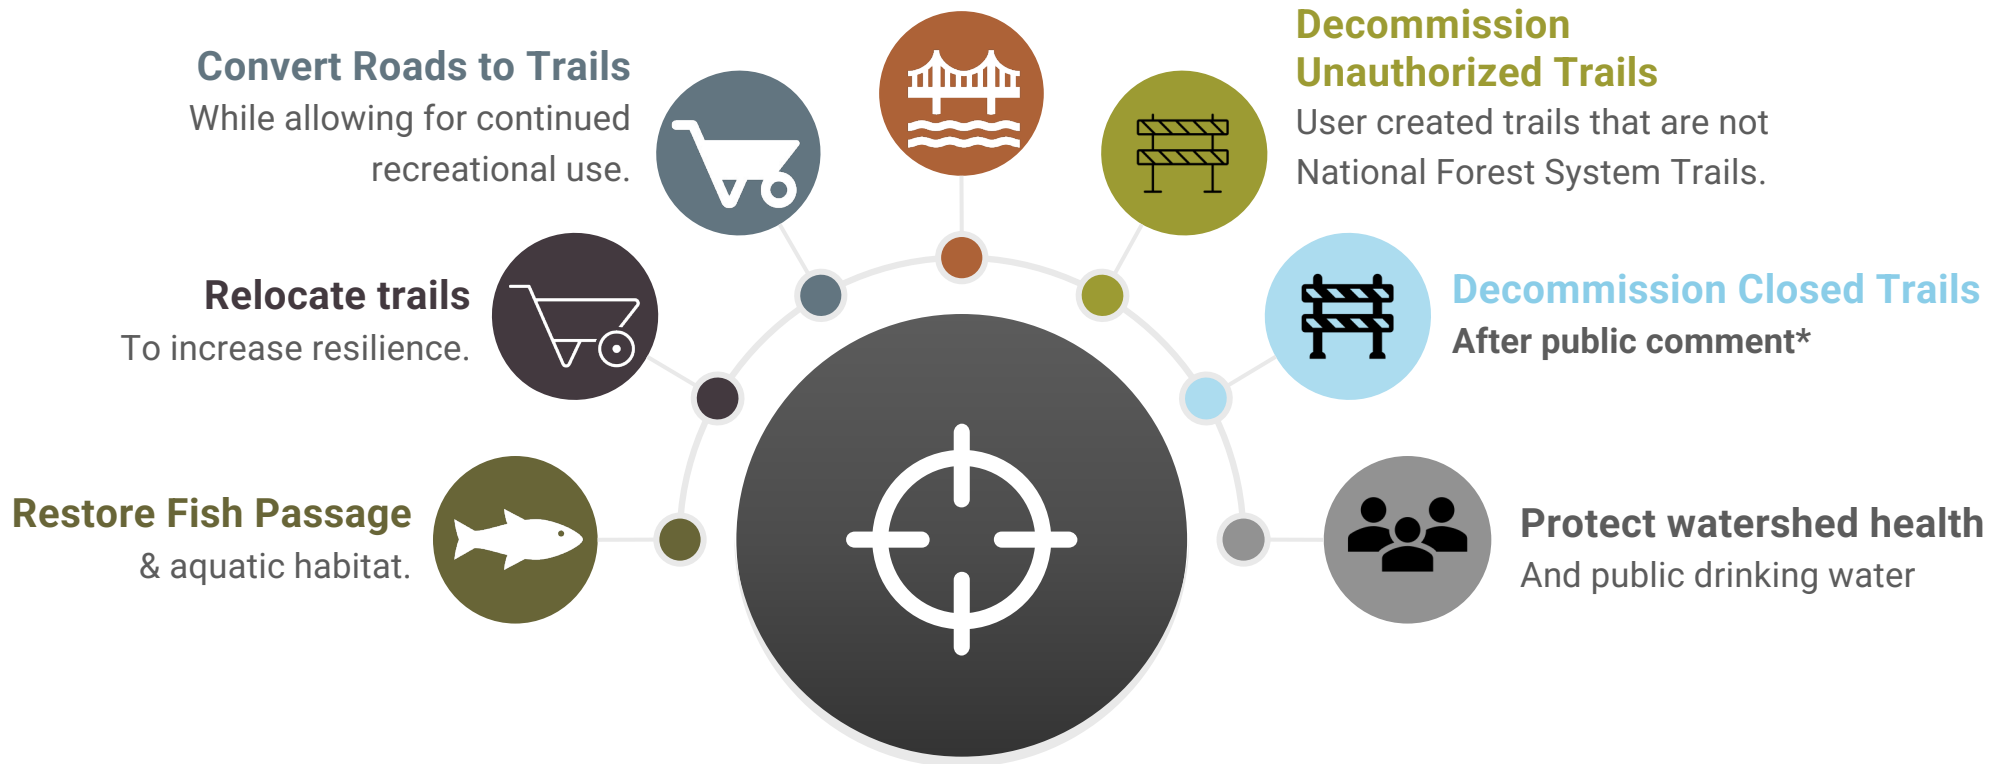 Convert Roads to Trails
While allowing for continued
recreational use.
Relocate trails
To increase resilience.
Restore Fish Passage
& aquatic habitat.
Decommission
Unauthorized Trails
User created trails that are not
National Forest System Trails.
Decommission Closed Trails
After public comment*
Protect watershed health
And public drinking water